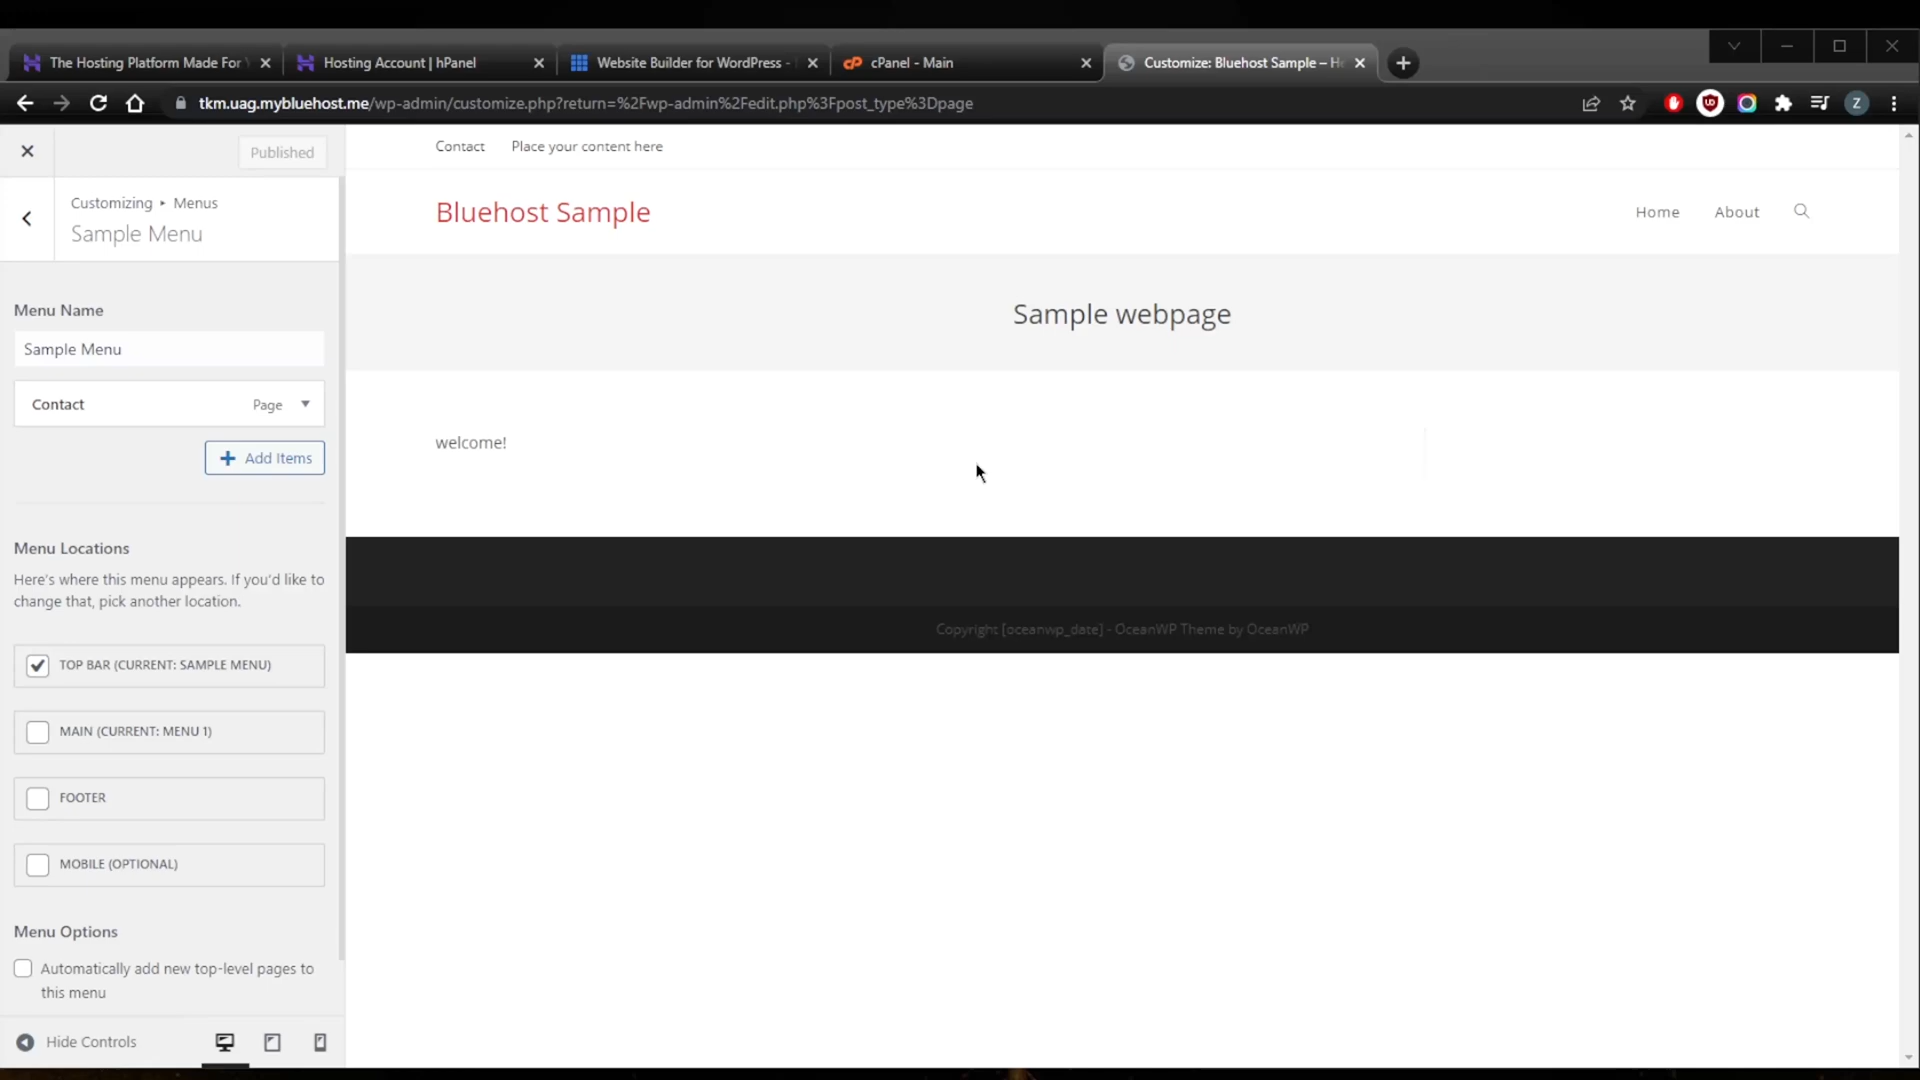 The Hosting Platform Made For
Hosting Account | hPanel
Website Builder for WordPress -
cPanel - Main
Customize: Bluehost Sample – H
tkm.uag.mybluehost.me/wp-admin/customize.php?return=%2Fwp-admin%2Fedit.php%3Fpost_type%3Dpage
Z
Published
Customizing ▸ Menus
Sample Menu
Menu Name
Sample Menu
Contact Page
Add Items
Menu Locations
Here's where this menu appears. If you'd like to
change that, pick another location.
TOP BAR (CURRENT: SAMPLE MENU)
MAIN (CURRENT: MENU 1)
FOOTER
MOBILE (OPTIONAL)
Menu Options
Automatically add new top-level pages to
this menu
Hide Controls
Contact Place your content here
Bluehost Sample
Home About
Sample webpage
welcome!
Copyright [oceanwp_date] - OceanWP Theme by OceanWP